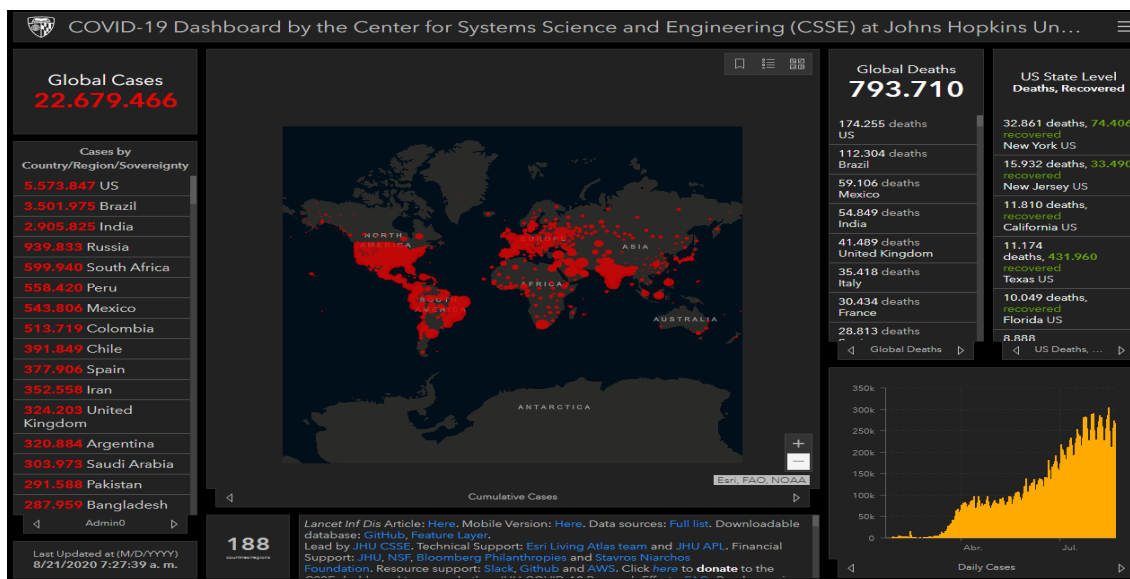 COVID-19 Dashboard by the Center for Systems Science and Engineering (CSSE) at Johns Hopkins Un...
Global Cases
22.679.466
Cases by
Country/Region/Sovereignty
5.573.847 US
3.501.975 Brazil
2.905.825 India
939.833 Russia
599.940 South Africa
558.420 Peru
543.806 Mexico
513.719 Colombia
391.849 Chile
377.906 Spain
352.558 Iran
324.203 United
Kingdom
320.884 Argentina
303.973 Saudi Arabia
291.588 Pakistan
287.959 Bangladesh
Admin0
Last Updated at (M/D/YYYY)
8/21/2020 7:27:39 a. m.
NORTH
AMERICA
SOUTH
AMERICA
EUROPE
AFRICA
ASIA
AUSTRALIA
ANTARCTICA
+
−
Esri, FAO, NOAA
Cumulative Cases
188
countries/regions
Lancet Inf Dis Article: Here. Mobile Version: Here. Data sources: Full list. Downloadable
database: GitHub, Feature Layer.
Lead by JHU CSSE. Technical Support: Esri Living Atlas team and JHU APL. Financial
Support: JHU, NSF, Bloomberg Philanthropies and Stavros Niarchos
Foundation. Resource support: Slack, Github and AWS. Click here to donate to the
Global Deaths
793.710
174.255 deaths
US
112.304 deaths
Brazil
59.106 deaths
Mexico
54.849 deaths
India
41.489 deaths
United Kingdom
35.418 deaths
Italy
30.434 deaths
France
28.813 deaths
Global Deaths
US State Level
Deaths, Recovered
32.861 deaths, 74.406
recovered
New York US
15.932 deaths, 33.490
recovered
New Jersey US
11.810 deaths,
recovered
California US
11.174
deaths, 431.960
recovered
Texas US
10.049 deaths,
recovered
Florida US
8.888
US Deaths, ...
350k
300k
250k
200k
150k
100k
50k
0
Abr.
Jul.
Daily Cases